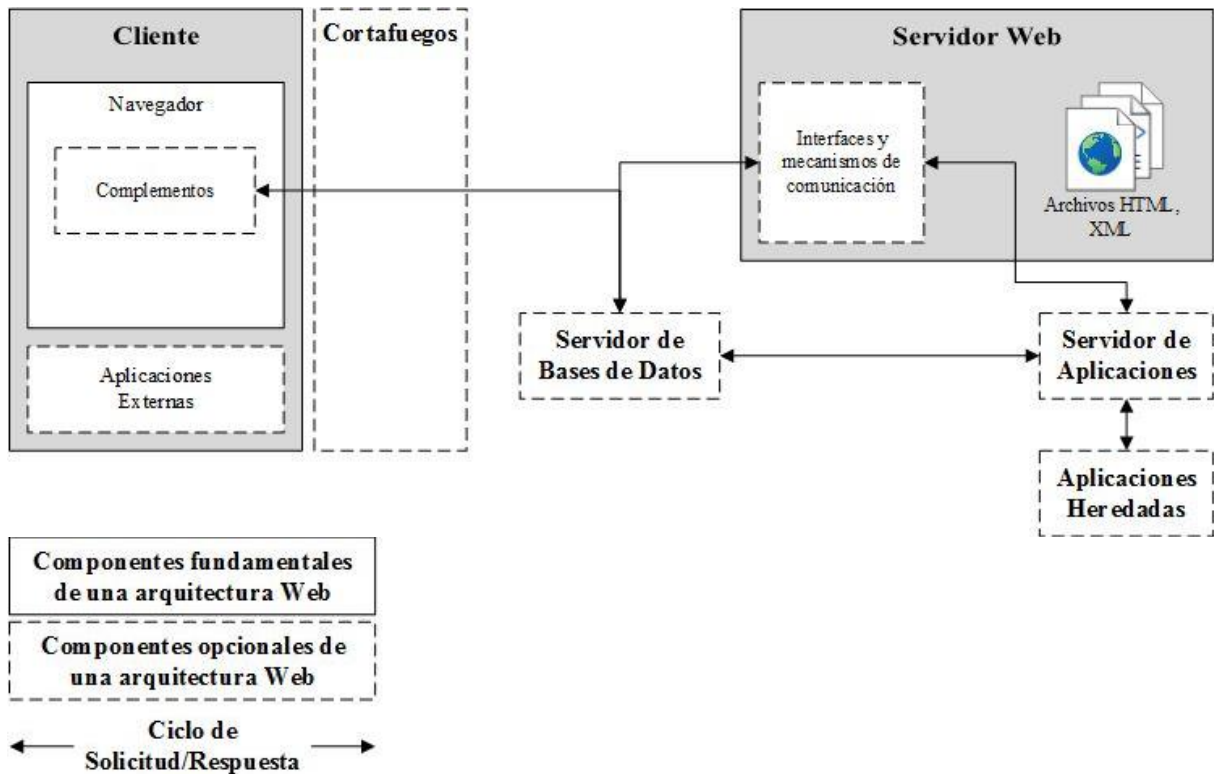 Cliente
Cortafuegos
Servidor Web
Navegador
Complementos
Interfaces y
mecanismos de
comunicación
Archivos HTML,
XML
Aplicaciones
Externas
Servidor de
Bases de Datos
Servidor de
Aplicaciones
Aplicaciones
Heredadas
Componentes fundamentales
de una arquitectura Web
Componentes opcionales de
una arquitectura Web
Ciclo de
Solicitud/Respuesta